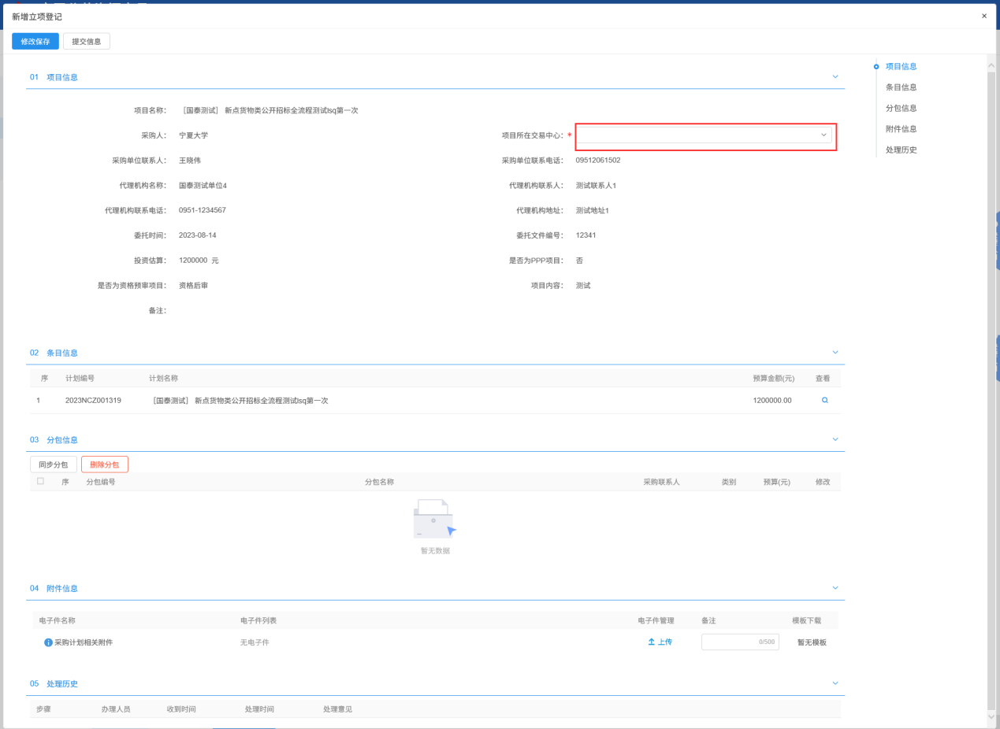 新增立项登记
×
修改保存 提交信息
01 项目信息
项目信息
条目信息
分包信息
附件信息
处理历史
项目名称： ［国泰测试］ 新点货物类公开招标全流程测试lsq第一次
采购人： 宁夏大学 项目所在交易中心： *
采购单位联系人： 王晓伟 采购单位联系电话： 09512061502
代理机构名称： 国泰测试单位4 代理机构联系人： 测试联系人1
代理机构联系电话： 0951-1234567 代理机构地址： 测试地址1
委托时间： 2023-08-14 委托文件编号： 12341
投资估算： 1200000 元 是否为PPP项目： 否
是否为资格预审项目： 资格后审 项目内容： 测试
备注：
02 条目信息
序 计划编号 计划名称 预算金额(元) 查看
1 2023NCZ001319 ［国泰测试］ 新点货物类公开招标全流程测试lsq第一次 1200000.00
03 分包信息
同步分包 删除分包
序 分包编号 分包名称 采购联系人 类别 预算(元) 修改
暂无数据
04 附件信息
电子件名称 电子件列表 电子件管理 备注 模板下载
采购计划相关附件 无电子件 上传 0/500 暂无模板
05 处理历史
步骤 办理人员 收到时间 处理时间 处理意见